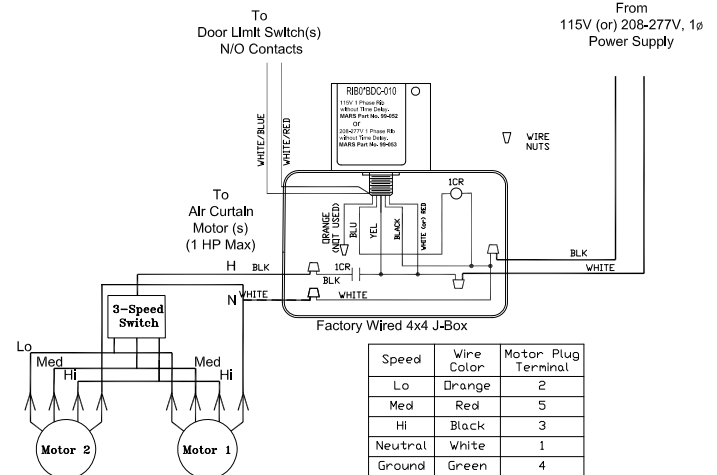 To
Door Limit Switch(s)
N/O Contacts
From
115V (or) 208-277V, 1ø
Power Supply
WHITE/BLUE
WHITE/RED
RIB0*BDC-010
115V 1 Phase Rib
without Time Delay.
MARS Part No. 99-052
or
208-277V 1 Phase Rib
without Time Delay.
MARS Part No. 99-053
WIRE
NUTS
To
Air Curtain
Motor (s)
(1 HP Max)
ORANGE
(NOT USED)
BLU
YEL
BLACK
WHITE (or) RED
1CR
H BLK
BLK
1CR
BLK
WHITE
N WHITE
WHITE
Factory Wired 4x4 J-Box
3-Speed
Switch
Lo
Med
Hi
Med
Hi
Motor 2
Motor 1
Speed Wire Color Motor Plug Terminal
Lo Orange 2
Med Red 5
Hi Black 3
Neutral White 1
Ground Green 4